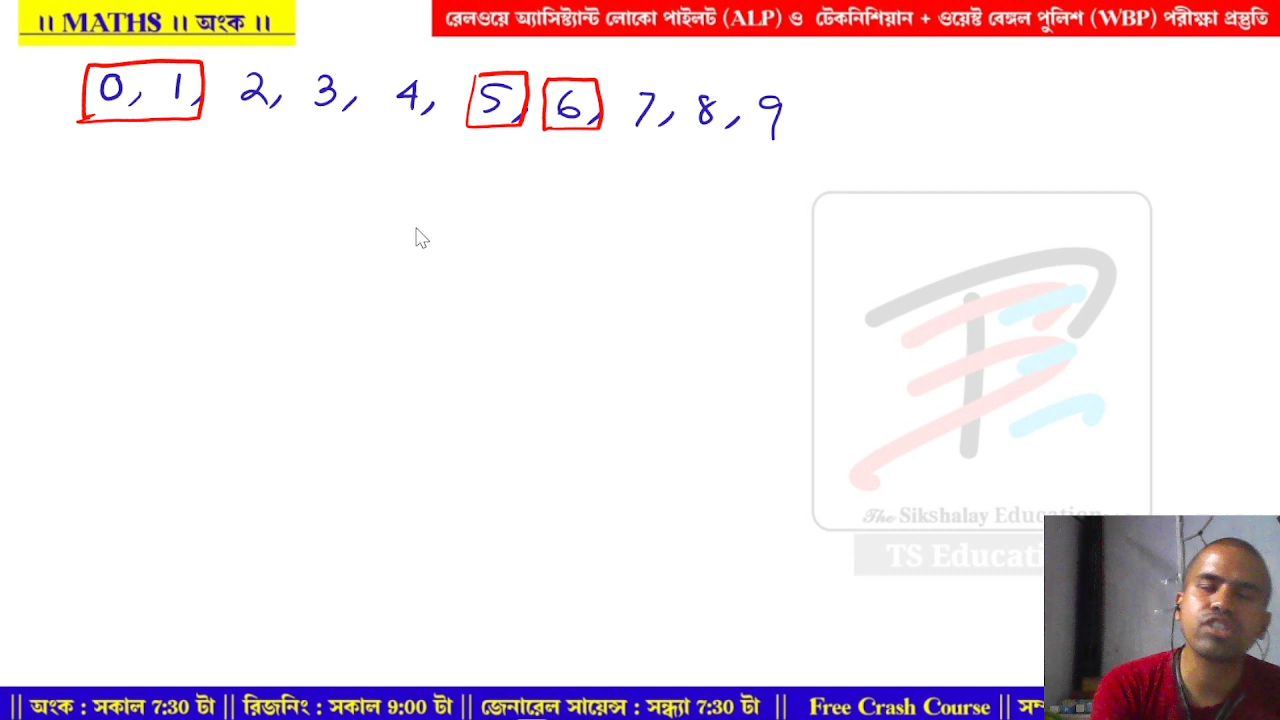 ।। MATHS ।। অংক ।।
রেলওয়ে অ্যাসিস্ট্যান্ট লোকো পাইলট (ALP) ও টেকনিশিয়ান + ওয়েস্ট বেঙ্গল পুলিশ (WBP) পরীক্ষা প্রস্তুতি
0, 1, 2, 3, 4, 5, 6, 7, 8, 9
The Sikshalay Education
TS Educati
|| অংক : সকাল 7:30 টা || রিজনিং : সকাল 9:00 টা || জেনারেল সায়েন্স : সন্ধ্যা 7:30 টা || Free Crash Course ||